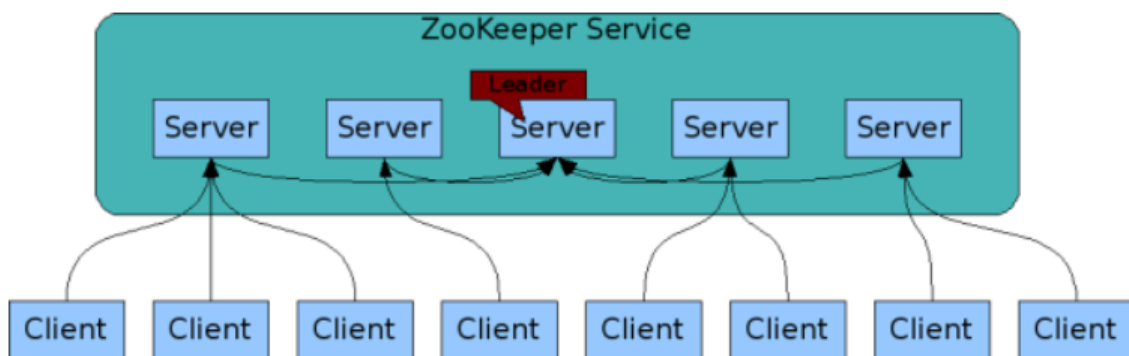 ZooKeeper Service
Leader
Server Server Server Server Server
Client Client Client Client Client Client Client Client